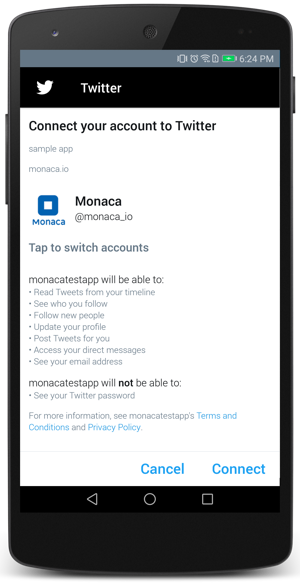 6:24 PM
Twitter
Connect your account to Twitter
sample app
monaca.io
Monaca
Monaca
@monaca_io
Tap to switch accounts
monacatestapp will be able to:
• Read Tweets from your timeline
• See who you follow
• Follow new people
• Update your profile
• Post Tweets for you
• Access your direct messages
• See your email address
monacatestapp will not be able to:
• See your Twitter password
For more information, see monacatestapp's Terms and
Conditions and Privacy Policy.
Cancel Connect